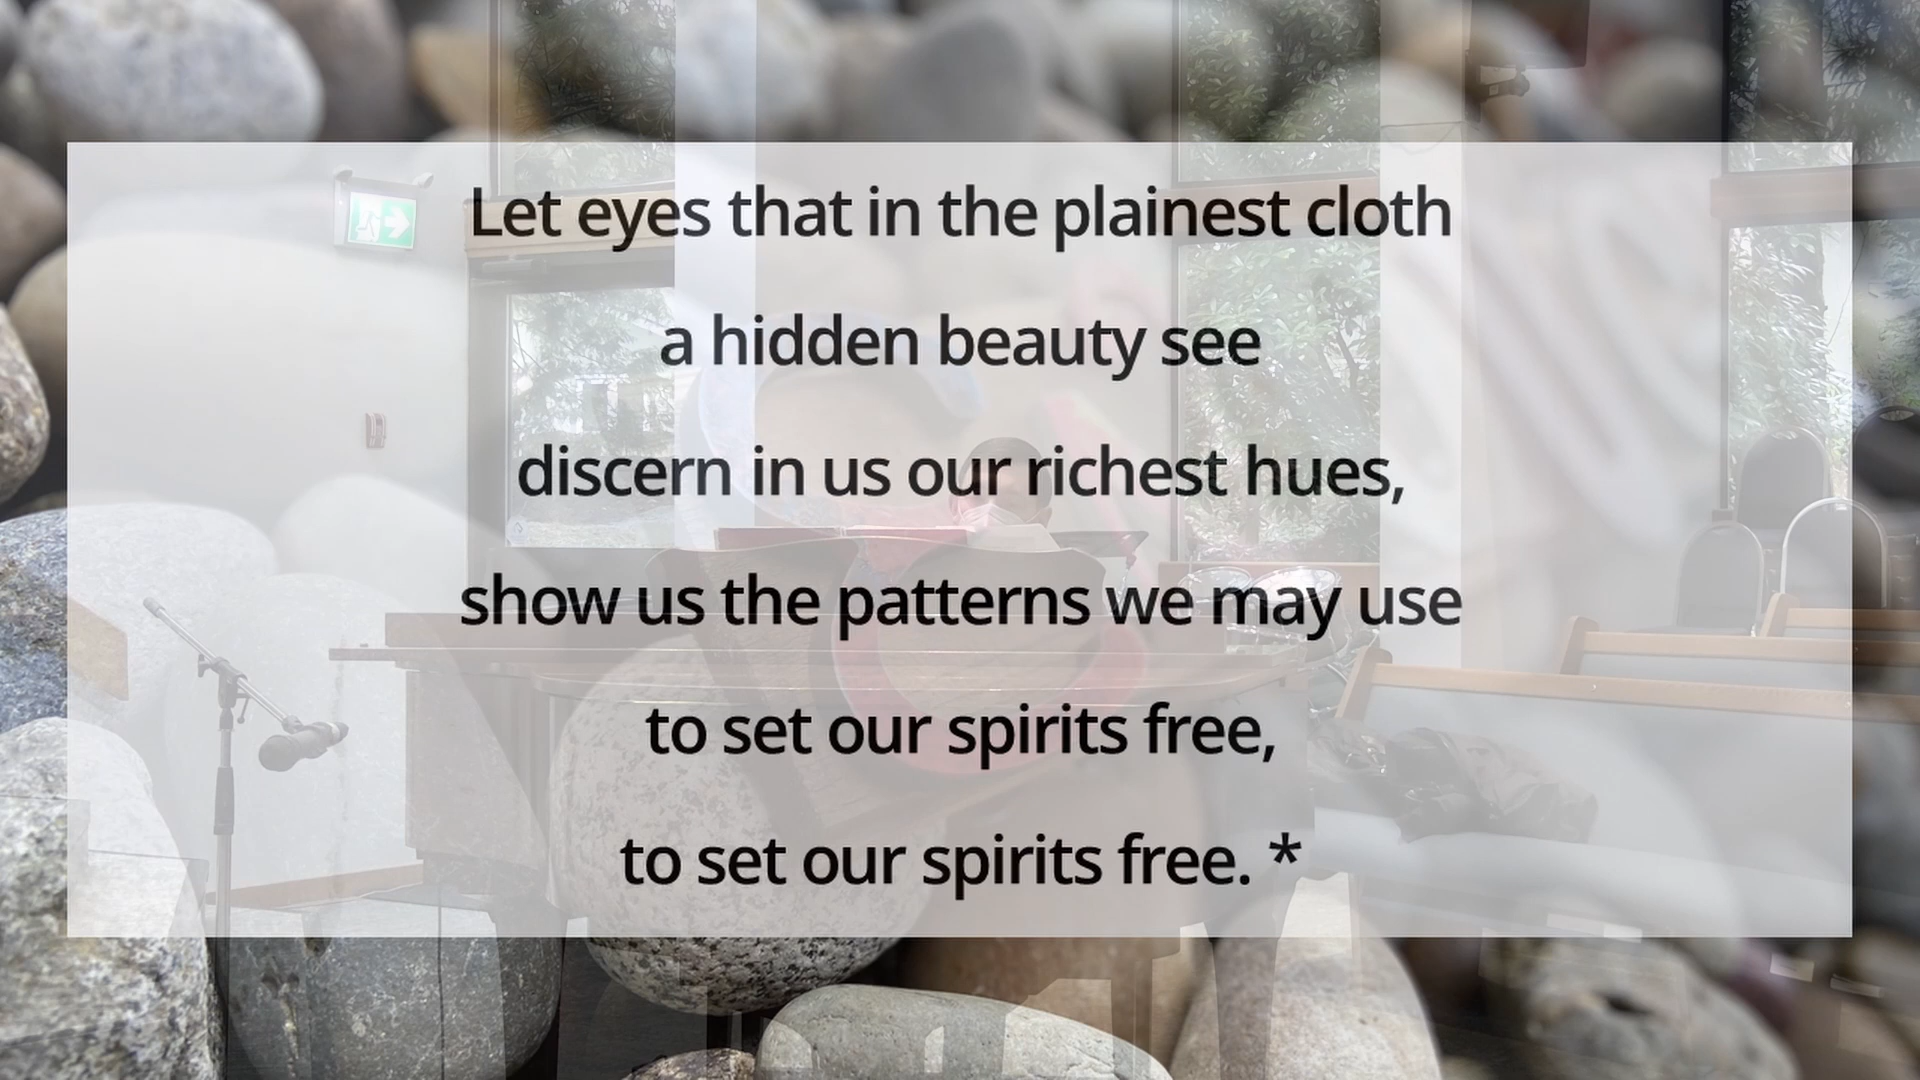 Let eyes that in the plainest cloth
a hidden beauty see
discern in us our richest hues,
show us the patterns we may use
to set our spirits free,
to set our spirits free. *